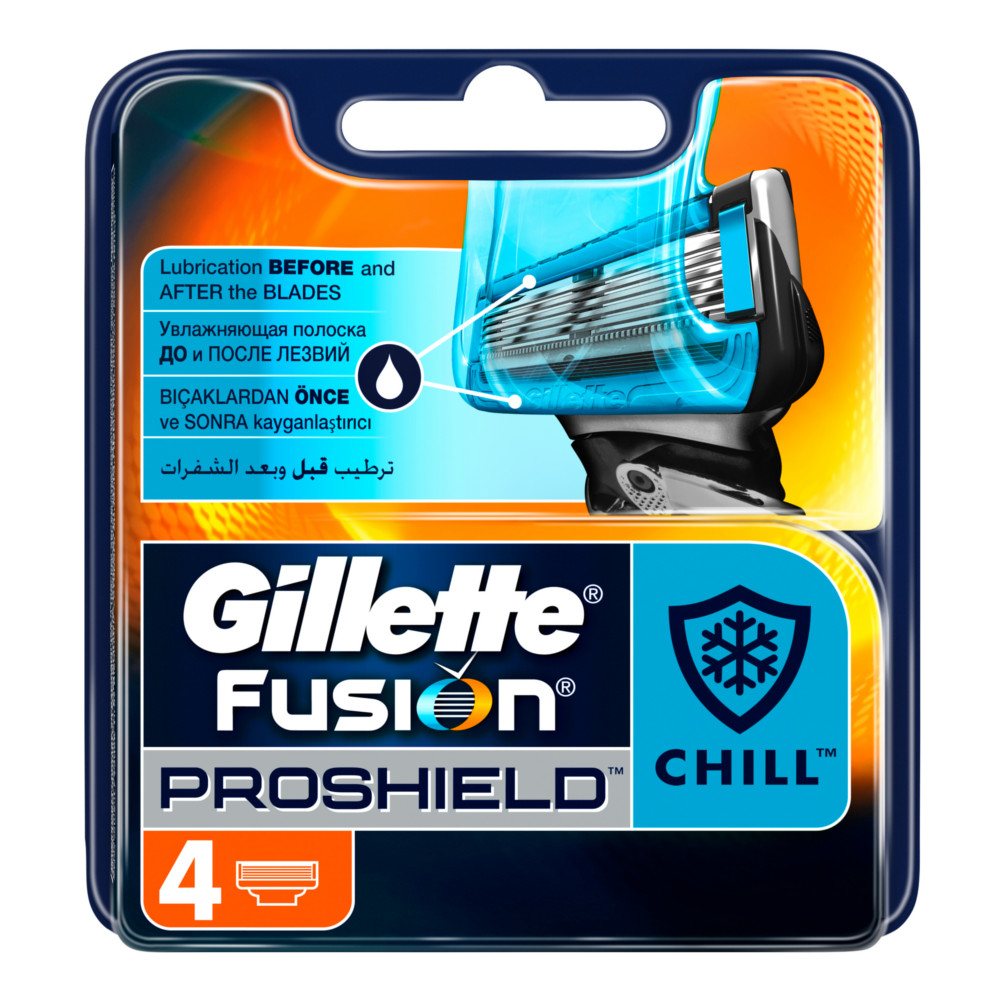 Lubrication BEFORE and
AFTER the BLADES
Увлажняющая полоска
ДО и ПОСЛЕ ЛЕЗВИЙ
BIÇAKLARDAN ÖNCE
ve SONRA kayganlaştırıcı
ترطيب قبل وبعد الشفرات
Gillette
Gillette®
FUSION®
PROSHIELD™
CHILL™
4